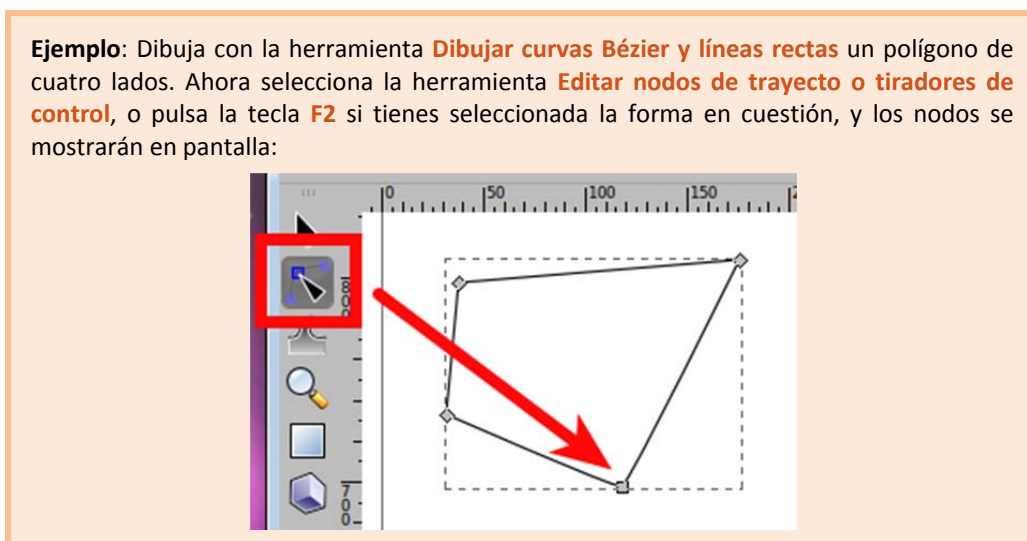 Ejemplo: Dibuja con la herramienta Dibujar curvas Bézier y líneas rectas un polígono de
cuatro lados. Ahora selecciona la herramienta Editar nodos de trayecto o tiradores de
control, o pulsa la tecla F2 si tienes seleccionada la forma en cuestión, y los nodos se
mostrarán en pantalla:
0 50 100 150
800
700